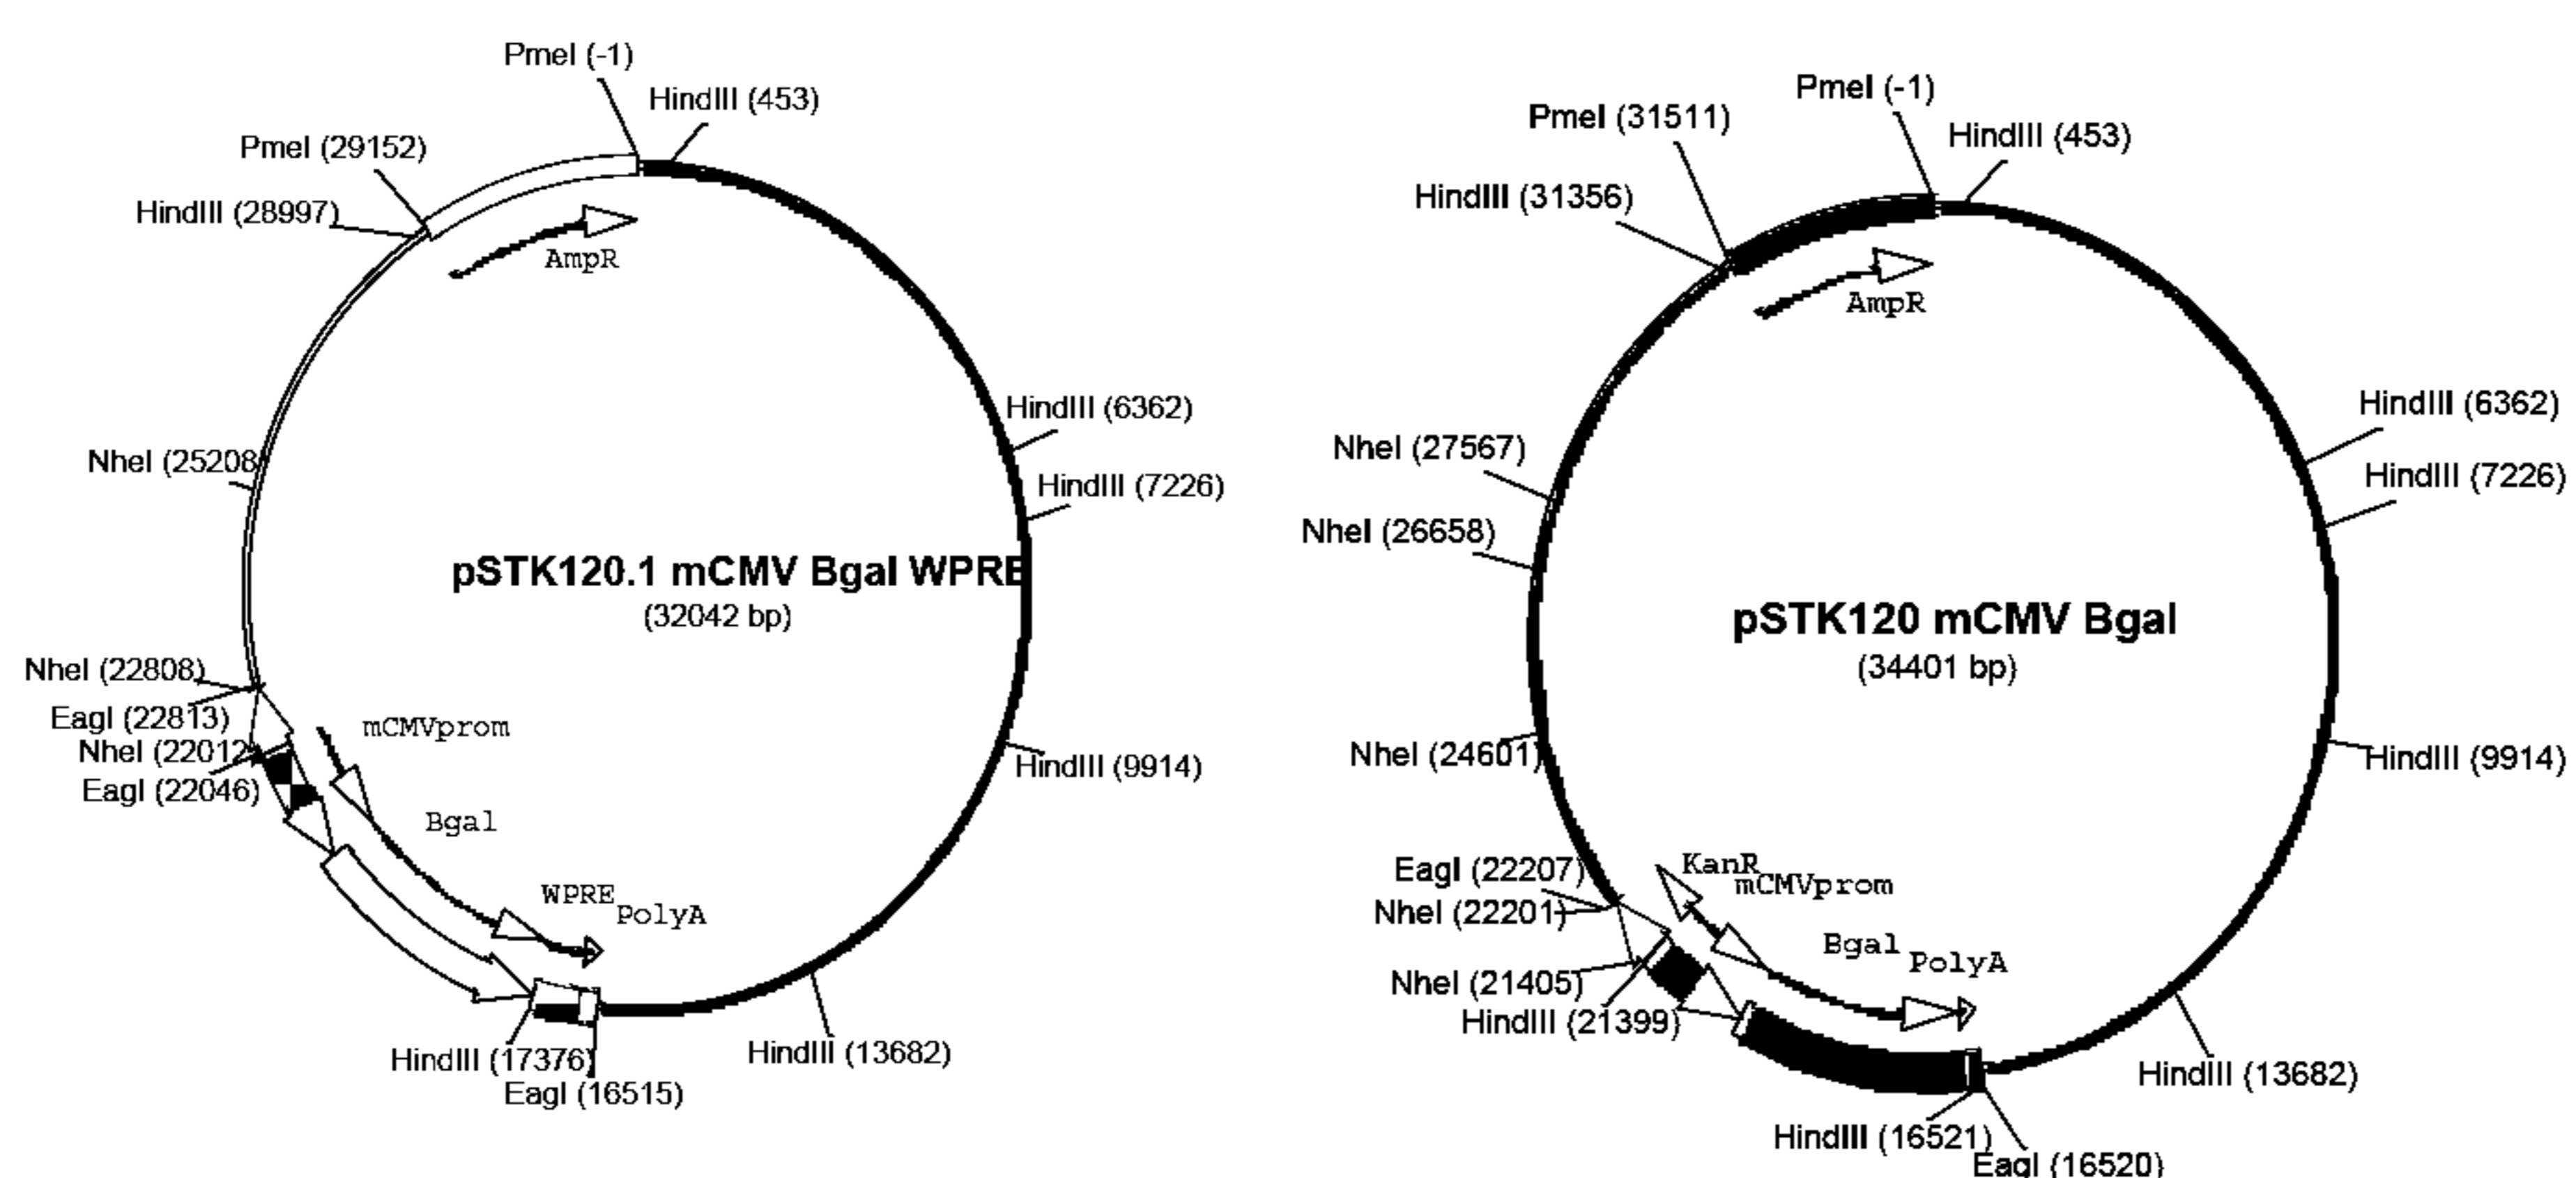 PmeI (-1)
HindIII (453)
PmeI (29152)
HindIII (28997)
AmpR
HindIII (6362)
NheI (25208
HindIII (7226)
pSTK120.1 mCMV Bgal WPRE
(32042 bp)
NheI (22808)
EagI (22813)
mCMVprom
NheI (22012
EagI (22046)
HindIII (9914)
Bgal
WPRE
PolyA
HindIII (17376)
HindIII (13682)
EagI (16515)
PmeI (-1)
PmeI (31511)
HindIII (453)
HindIII (31356)
AmpR
HindIII (6362)
NheI (27567)
HindIII (7226)
NheI (26658)
pSTK120 mCMV Bgal
(34401 bp)
NheI (24601)
HindIII (9914)
EagI (22207)
KanR
mCMVprom
NheI (22201)
Bgal
PolyA
NheI (21405)
HindIII (21399)
HindIII (13682)
HindIII (16521)
EagI (16520)